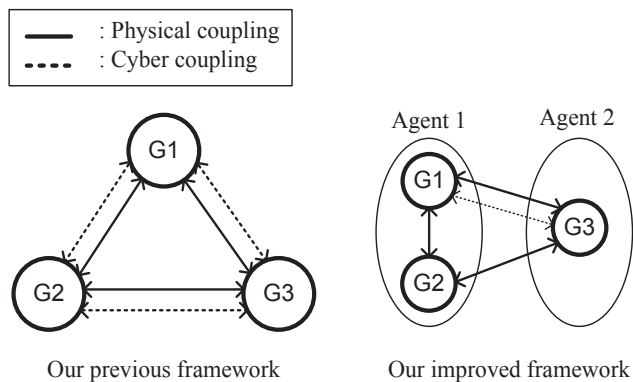 : Physical coupling
: Cyber coupling
G1
G2
G3
Our previous framework
Agent 1
Agent 2
G1
G3
G2
Our improved framework